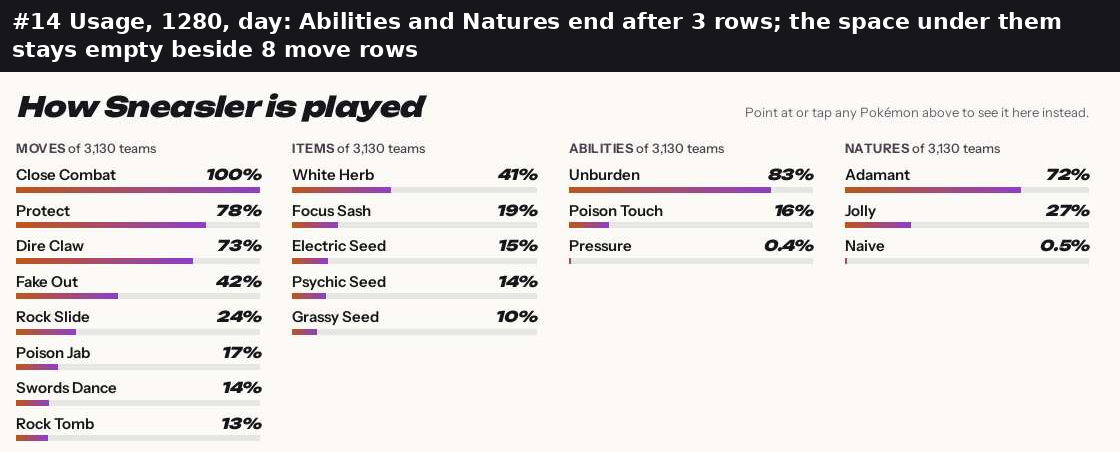 #14 Usage, 1280, day: Abilities and Natures end after 3 rows; the space under them
stays empty beside 8 move rows
How Sneasler is played
Point at or tap any Pokémon above to see it here instead.
MOVES of 3,130 teams
Close Combat 100%
Protect 78%
Dire Claw 73%
Fake Out 42%
Rock Slide 24%
Poison Jab 17%
Swords Dance 14%
Rock Tomb 13%
ITEMS of 3,130 teams
White Herb 41%
Focus Sash 19%
Electric Seed 15%
Psychic Seed 14%
Grassy Seed 10%
ABILITIES of 3,130 teams
Unburden 83%
Poison Touch 16%
Pressure 0.4%
NATURES of 3,130 teams
Adamant 72%
Jolly 27%
Naive 0.5%